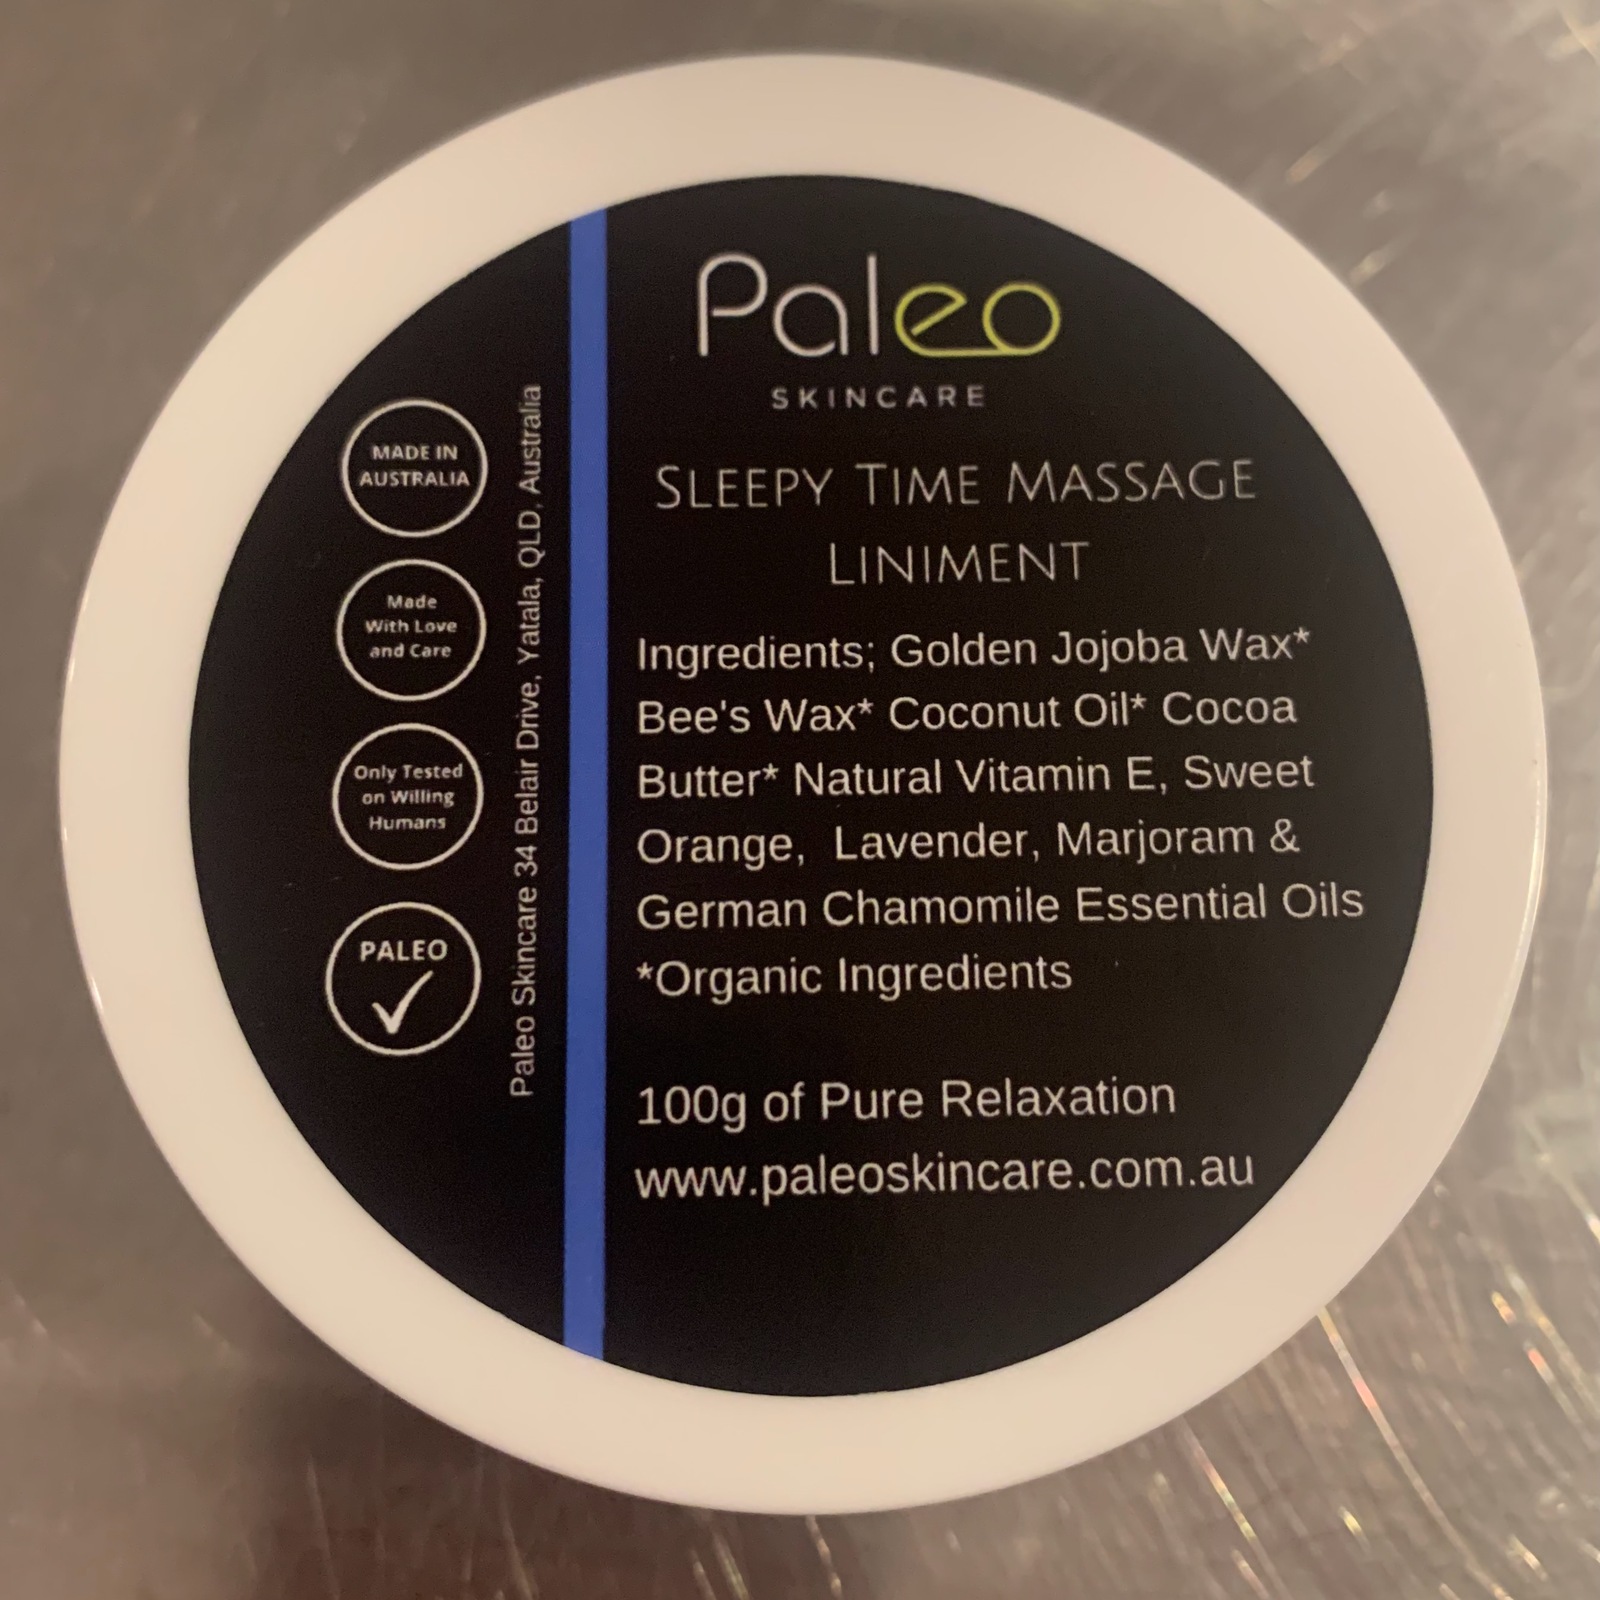 Paleo
SKINCARE
SLEEPY TIME MASSAGE
LINIMENT
Ingredients; Golden Jojoba Wax*
Bee's Wax* Coconut Oil* Cocoa
Butter* Natural Vitamin E, Sweet
Orange, Lavender, Marjoram &
German Chamomile Essential Oils
*Organic Ingredients
100g of Pure Relaxation
www.paleoskincare.com.au
MADE IN
AUSTRALIA
Made
With Love
and Care
Only Tested
on Willing
Humans
PALEO
Paleo Skincare 34 Belair Drive, Yatala, QLD, Australia